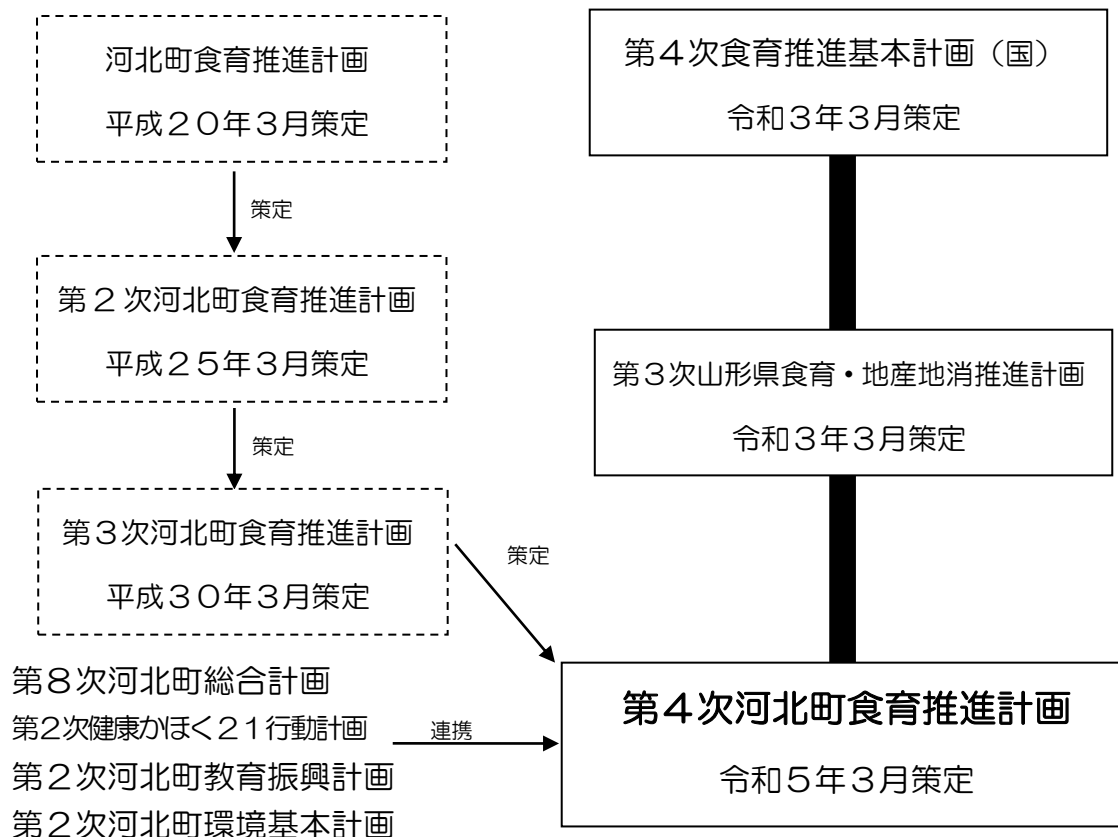 河北町食育推進計画
平成20年3月策定
策定
第2次河北町食育推進計画
平成25年3月策定
策定
第3次河北町食育推進計画
平成30年3月策定
策定
第4次食育推進基本計画（国）
令和3年3月策定
第3次山形県食育・地産地消推進計画
令和3年3月策定
第8次河北町総合計画
第2次健康かほく21行動計画
第2次河北町教育振興計画
第2次河北町環境基本計画
連携
第4次河北町食育推進計画
令和5年3月策定